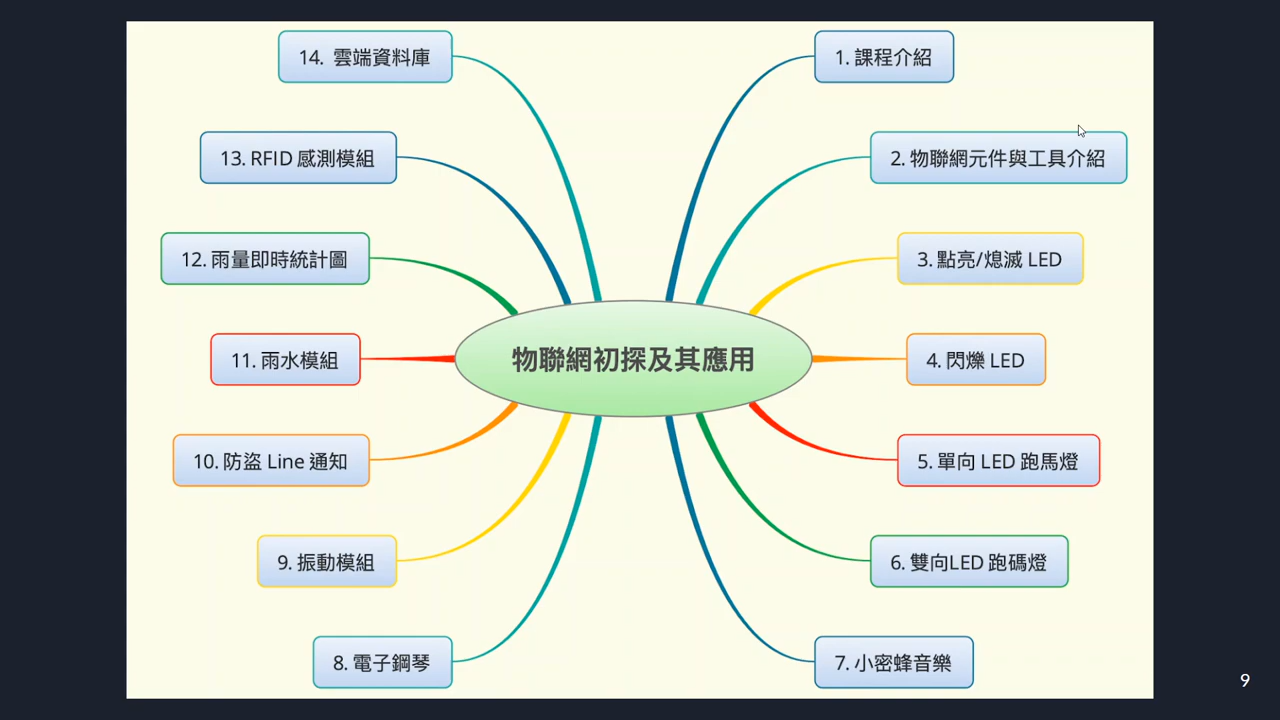 14. 雲端資料庫
1. 課程介紹
13. RFID 感測模組
2. 物聯網元件與工具介紹
12. 雨量即時統計圖
3. 點亮/熄滅 LED
11. 雨水模組
物聯網初探及其應用
4. 閃爍 LED
10. 防盜 Line 通知
5. 單向 LED 跑馬燈
9. 振動模組
6. 雙向LED 跑碼燈
8. 電子鋼琴
7. 小密蜂音樂
9